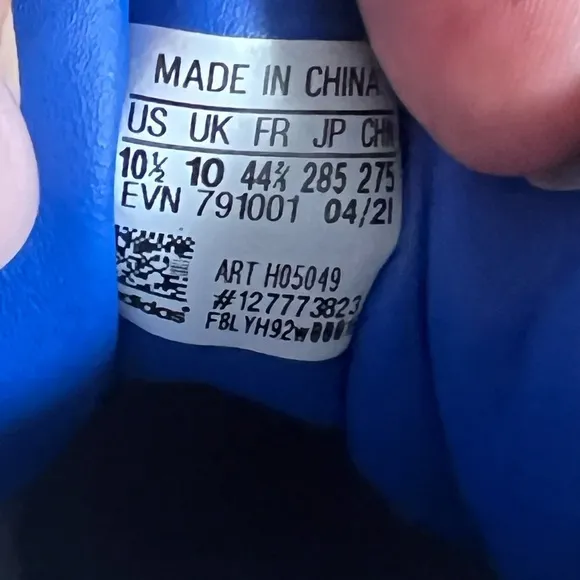 MADE IN CHINA
US UK FR JP CHN
10½ 10 44⅔ 285 275
EVN 791001 04/21
ART H05049
#127773823
adidas